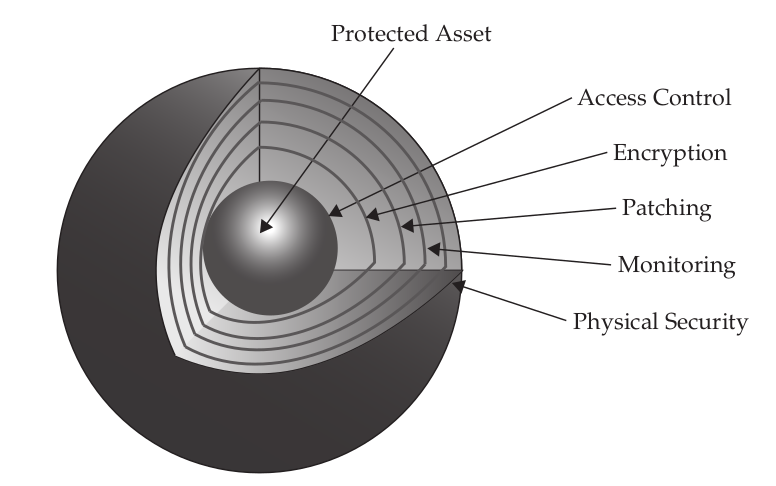 Protected Asset
Access Control
Encryption
Patching
Monitoring
Physical Security